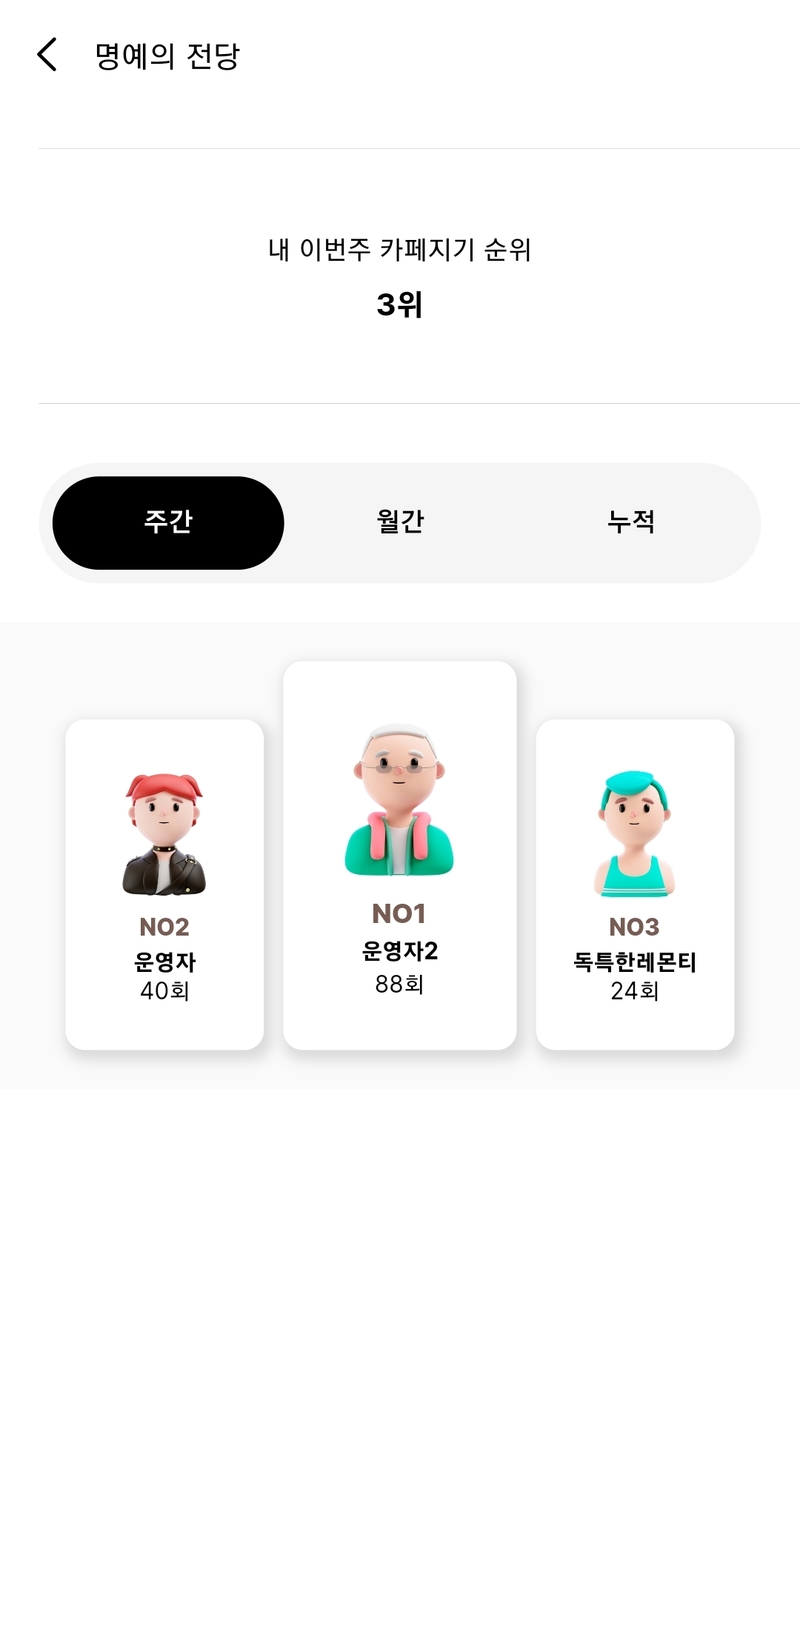 명예의 전당
내 이번주 카페지기 순위
3위
주간 월간 누적
NO2
운영자
40회
NO1
운영자2
88회
NO3
독특한레몬티
24회